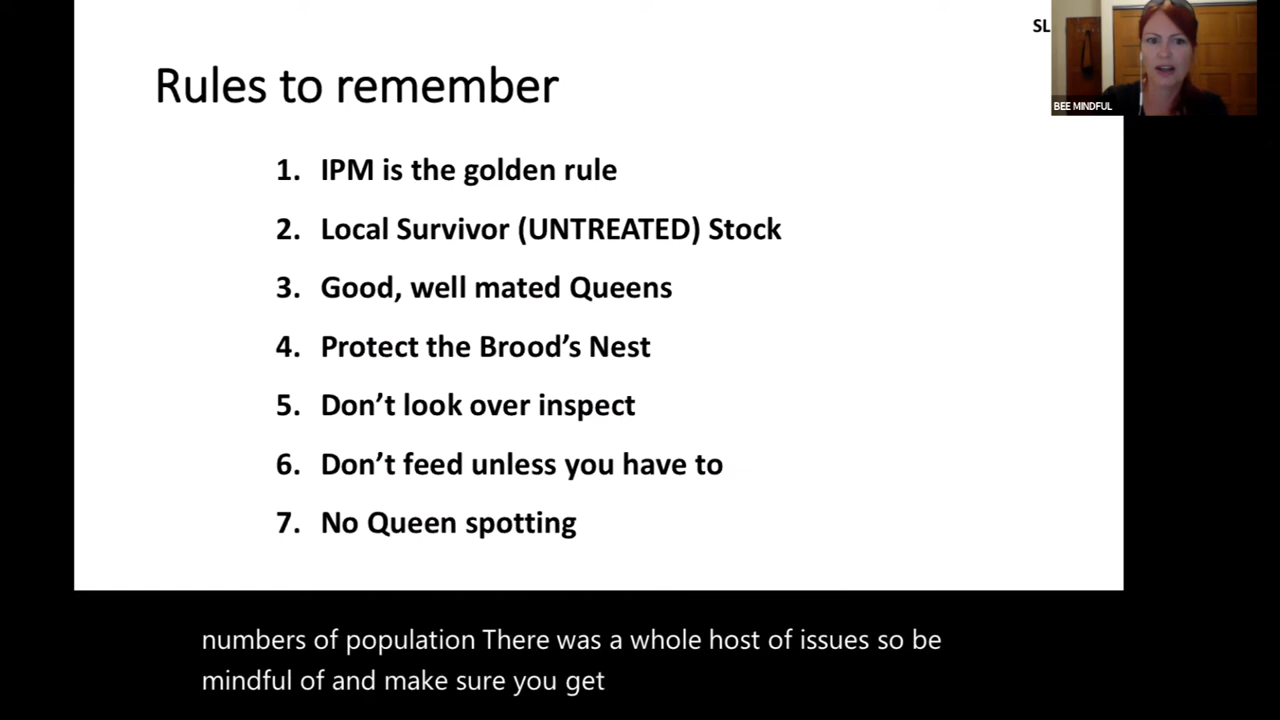 SL
Rules to remember
BEE MINDFUL
1. IPM is the golden rule
2. Local Survivor (UNTREATED) Stock
3. Good, well mated Queens
4. Protect the Brood’s Nest
5. Don’t look over inspect
6. Don’t feed unless you have to
7. No Queen spotting
numbers of population There was a whole host of issues so be
mindful of and make sure you get